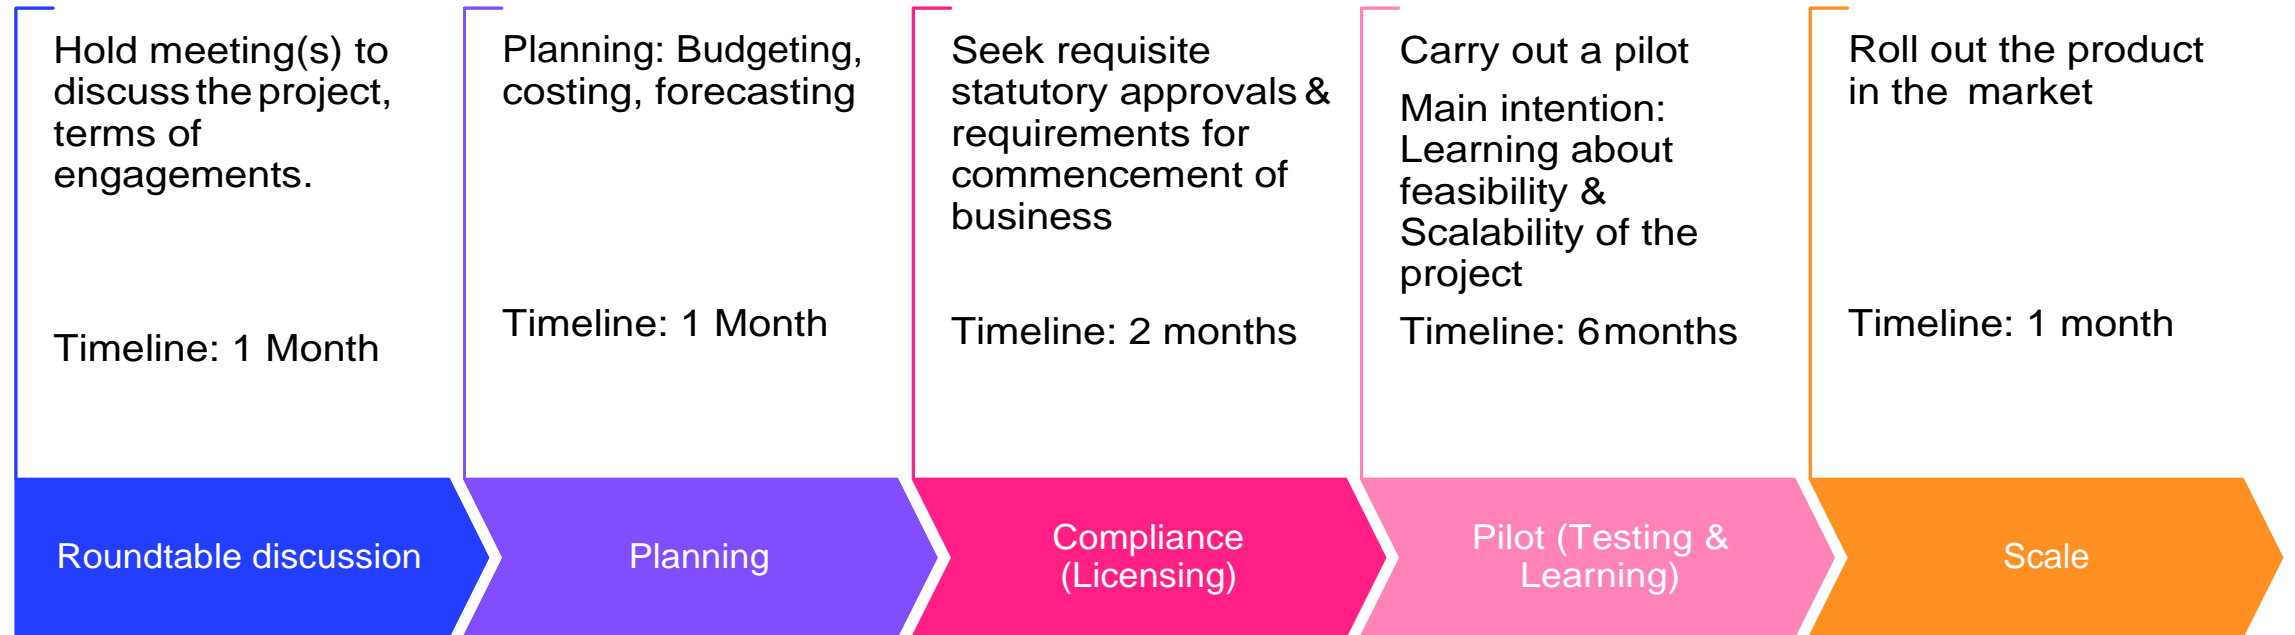 Hold meeting(s) to
discuss the project,
terms of
engagements.
Timeline: 1 Month
Planning: Budgeting,
costing, forecasting
Timeline: 1 Month
Seek requisite
statutory approvals &
requirements for
commencement of
business
Timeline: 2 months
Carry out a pilot
Main intention:
Learning about
feasibility &
Scalability of the
project
Timeline: 6 months
Roll out the product
in the market
Timeline: 1 month
Roundtable discussion
Planning
Compliance
(Licensing)
Pilot (Testing &
Learning)
Scale